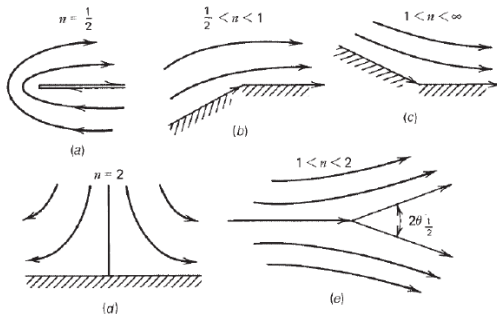 n = 1/2
1/2 < n < 1
1 < n < ∞
(a)
(b)
(c)
n = 2
1 < n < 2
2θ 1/2
(d)
(e)